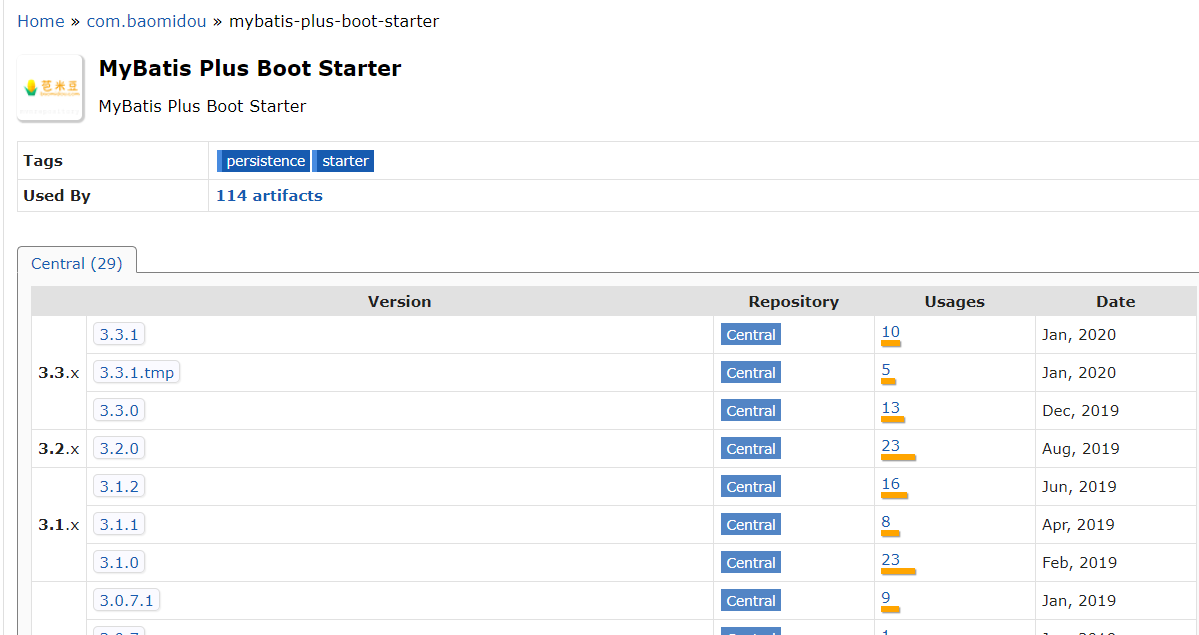 Home » com.baomidou » mybatis-plus-boot-starter
MyBatis Plus Boot Starter
苞米豆
MyBatis Plus Boot Starter
Tags persistence starter
Used By 114 artifacts
Central (29)
Version Repository Usages Date
3.3.1 Central 10 Jan, 2020
3.3.x 3.3.1.tmp Central 5 Jan, 2020
3.3.0 Central 13 Dec, 2019
3.2.x 3.2.0 Central 23 Aug, 2019
3.1.2 Central 16 Jun, 2019
3.1.x 3.1.1 Central 8 Apr, 2019
3.1.0 Central 23 Feb, 2019
3.0.7.1 Central 9 Jan, 2019